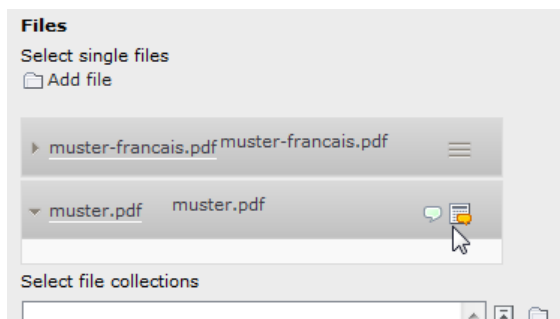 Files
Select single files
Add file
muster-francais.pdf muster-francais.pdf
muster.pdf muster.pdf
Select file collections